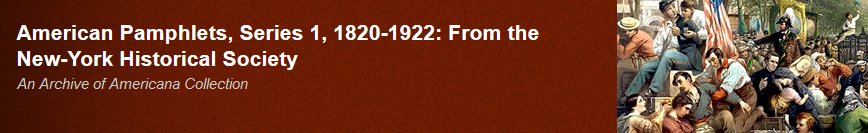 American Pamphlets, Series 1, 1820-1922: From the
New-York Historical Society
An Archive of Americana Collection